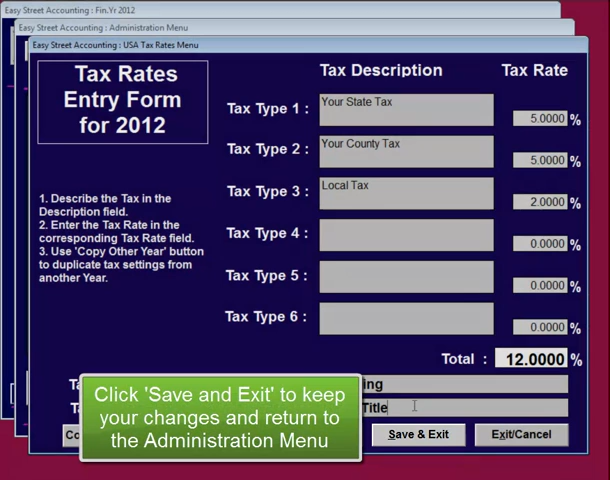 Easy Street Accounting : Fin.Yr 2012
Easy Street Accounting : Administration Menu
Easy Street Accounting : USA Tax Rates Menu
Tax Rates
Entry Form
for 2012
Tax Description Tax Rate
Tax Type 1 : Your State Tax 5.0000 %
Tax Type 2 : Your County Tax 5.0000 %
Tax Type 3 : Local Tax 2.0000 %
Tax Type 4 : 0.0000 %
Tax Type 5 : 0.0000 %
Tax Type 6 : 0.0000 %
1. Describe the Tax in the
Description field.
2. Enter the Tax Rate in the
corresponding Tax Rate field.
3. Use 'Copy Other Year' button
to duplicate tax settings from
another Year.
Total : 12.0000 %
Title
Click 'Save and Exit' to keep
your changes and return to
the Administration Menu
Save & Exit Exit/Cancel